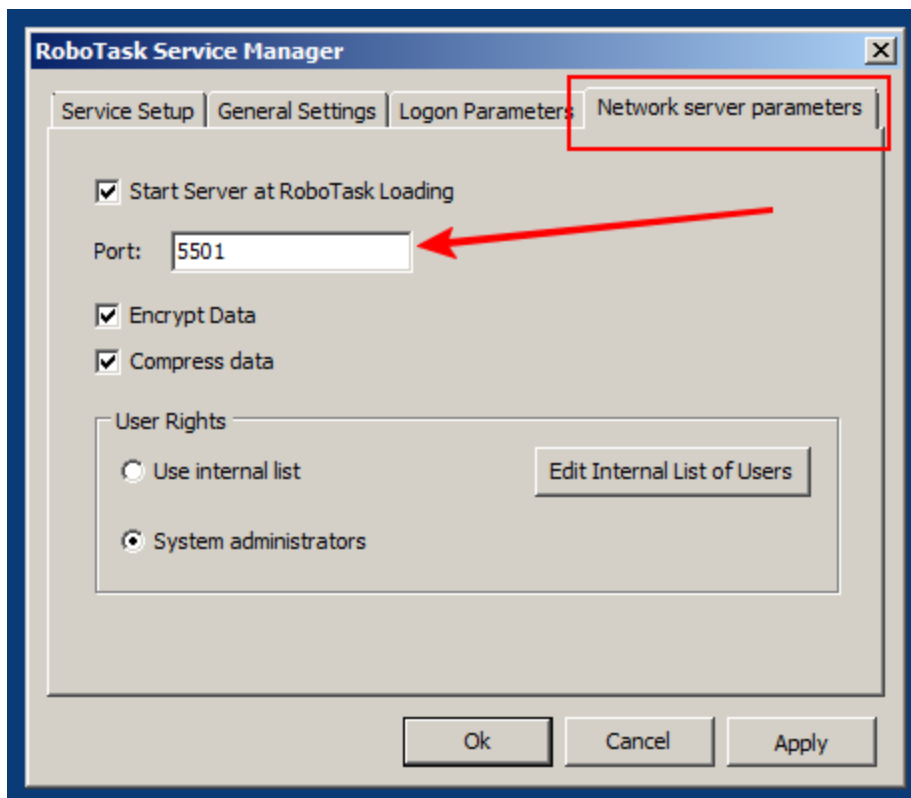 RoboTask Service Manager
Service Setup General Settings Logon Parameters Network server parameters
Start Server at RoboTask Loading
Port: 5501
Encrypt Data
Compress data
User Rights
Use internal list Edit Internal List of Users
System administrators
Ok Cancel Apply